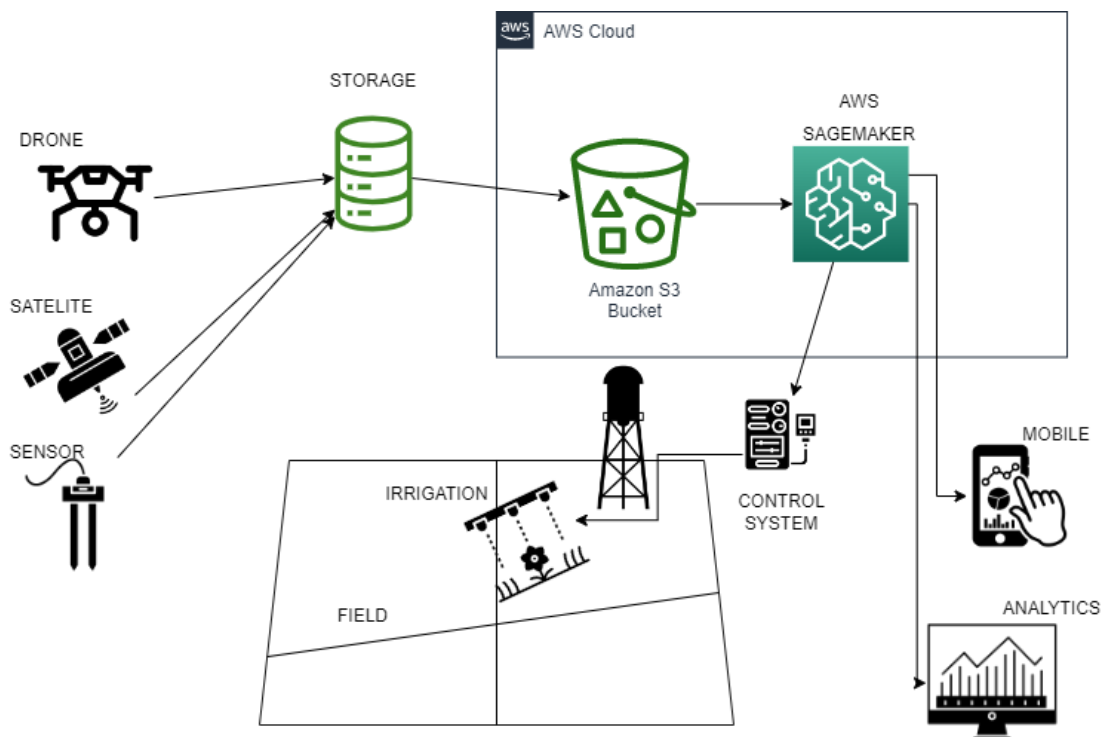 aws
AWS Cloud
STORAGE
AWS
SAGEMAKER
DRONE
Amazon S3
Bucket
SATELITE
SENSOR
MOBILE
IRRIGATION
CONTROL
SYSTEM
FIELD
ANALYTICS